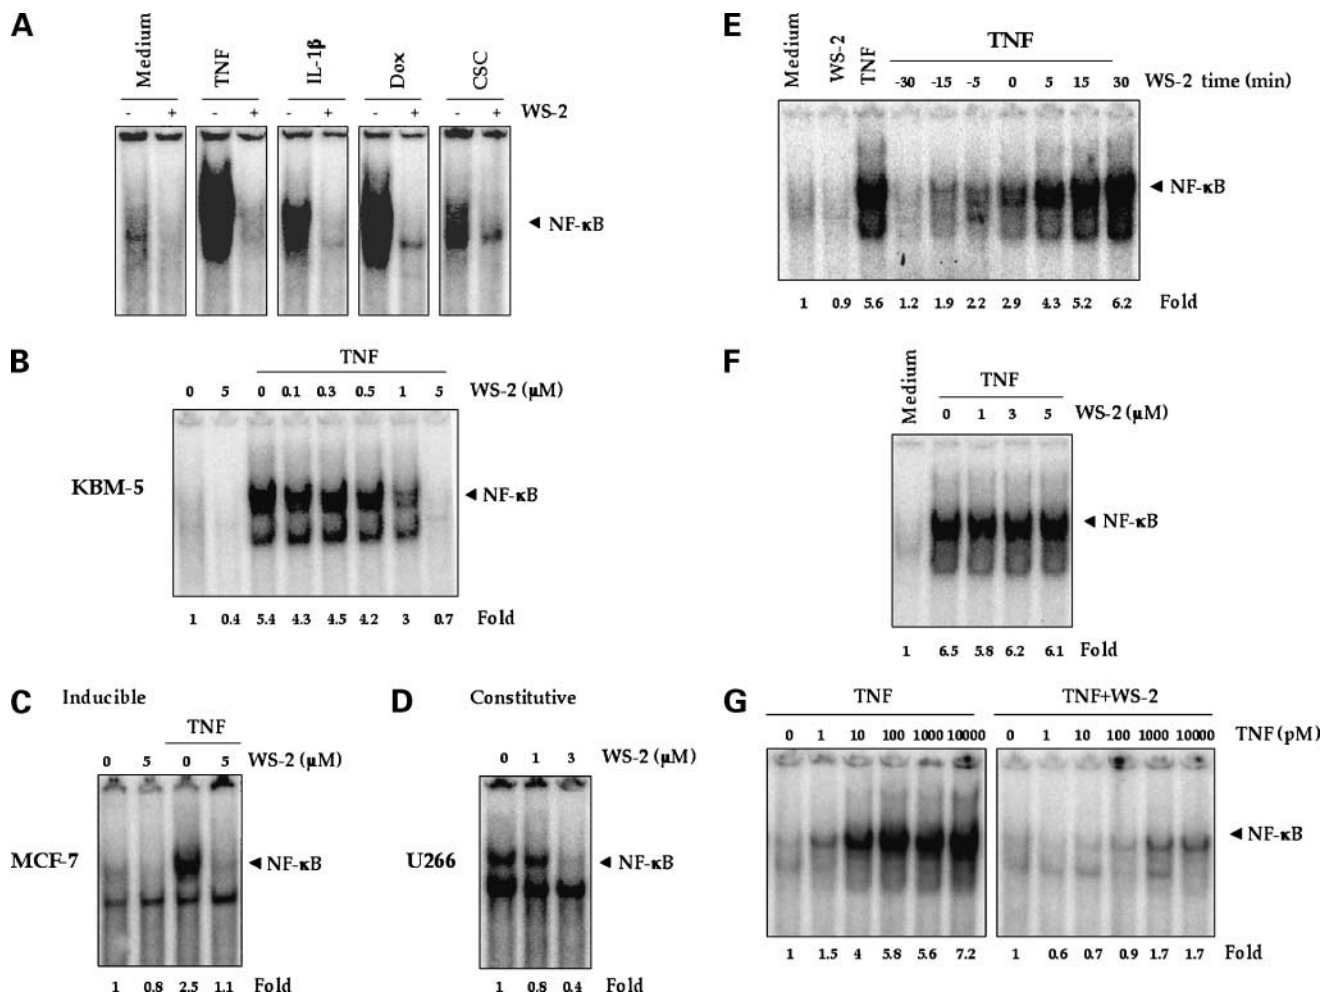 A
Medium TNF IL-1β Dox CSC
- + - + - + - + - + WS-2
NF-κB
B
TNF
0 5 0 0.1 0.3 0.5 1 5 WS-2 (μM)
KBM-5
NF-κB
1 0.4 5.4 4.3 4.5 4.2 3 0.7 Fold
C Inducible
TNF
0 5 0 5 WS-2 (μM)
MCF-7
NF-κB
1 0.8 2.5 1.1 Fold
D Constitutive
0 1 3 WS-2 (μM)
U266
NF-κB
1 0.8 0.4 Fold
E
Medium WS-2 TNF TNF
-30 -15 -5 0 5 15 30 WS-2 time (min)
NF-κB
1 0.9 5.6 1.2 1.9 2.2 2.9 4.3 5.2 6.2 Fold
F
Medium TNF
0 1 3 5 WS-2 (μM)
NF-κB
1 6.5 5.8 6.2 6.1 Fold
G
TNF TNF+WS-2
0 1 10 100 1000 10000 0 1 10 100 1000 10000 TNF (pM)
NF-κB
1 1.5 4 5.8 5.6 7.2 1 0.6 0.7 0.9 1.7 1.7 Fold